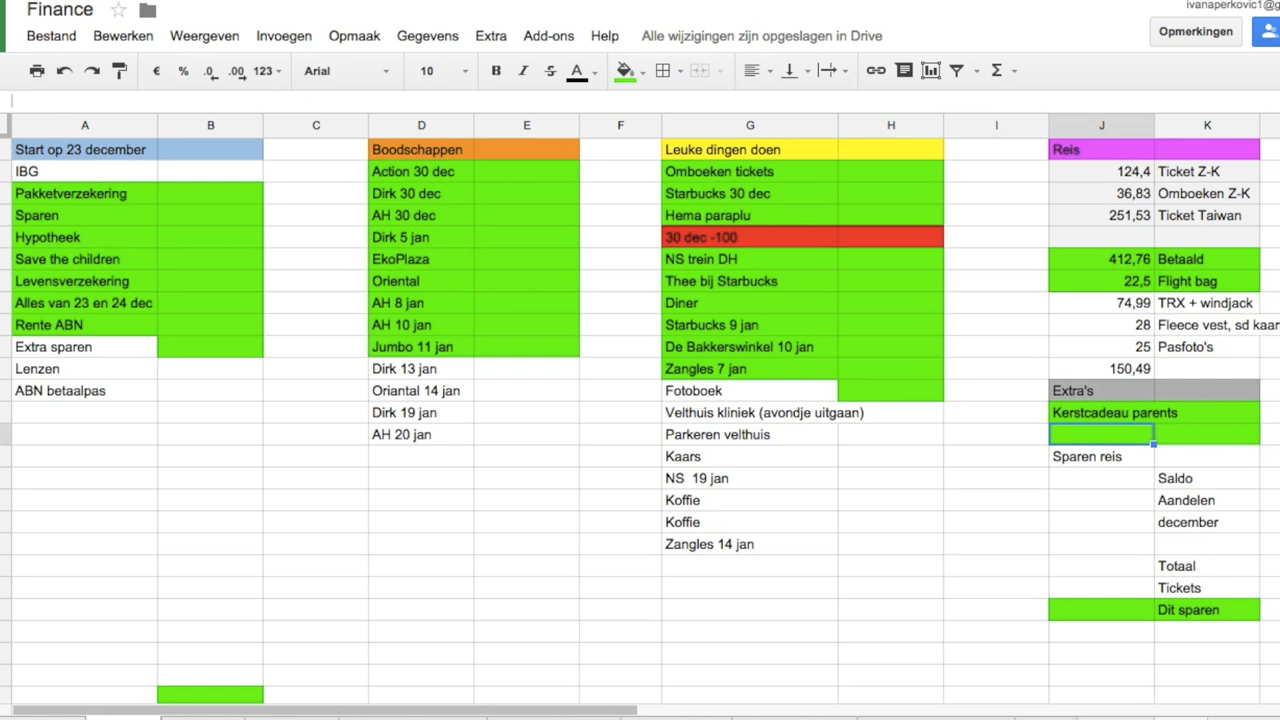 Finance
ivanaperkovic1@g
Bestand Bewerken Weergeven Invoegen Opmaak Gegevens Extra Add-ons Help Alle wijzigingen zijn opgeslagen in Drive
Opmerkingen
€ % .0 .00 123 Arial 10 B I S A Σ
A B C D E F G H I J K
Start op 23 december Boodschappen Leuke dingen doen Reis
IBG Action 30 dec Omboeken tickets 124,4 Ticket Z-K
Pakketverzekering Dirk 30 dec Starbucks 30 dec 36,83 Omboeken Z-K
Sparen AH 30 dec Hema paraplu 251,53 Ticket Taiwan
Hypotheek Dirk 5 jan 30 dec -100
Save the children EkoPlaza NS trein DH 412,76 Betaald
Levensverzekering Oriental Thee bij Starbucks 22,5 Flight bag
Alles van 23 en 24 dec AH 8 jan Diner 74,99 TRX + windjack
Rente ABN AH 10 jan Starbucks 9 jan 28 Fleece vest, sd kaar
Extra sparen Jumbo 11 jan De Bakkerswinkel 10 jan 25 Pasfoto's
Lenzen Dirk 13 jan Zangles 7 jan 150,49
ABN betaalpas Oriantal 14 jan Fotoboek Extra's
Dirk 19 jan Velthuis kliniek (avondje uitgaan) Kerstcadeau parents
AH 20 jan Parkeren velthuis
Kaars Sparen reis
NS 19 jan Saldo
Koffie Aandelen
Koffie december
Zangles 14 jan
Totaal
Tickets
Dit sparen